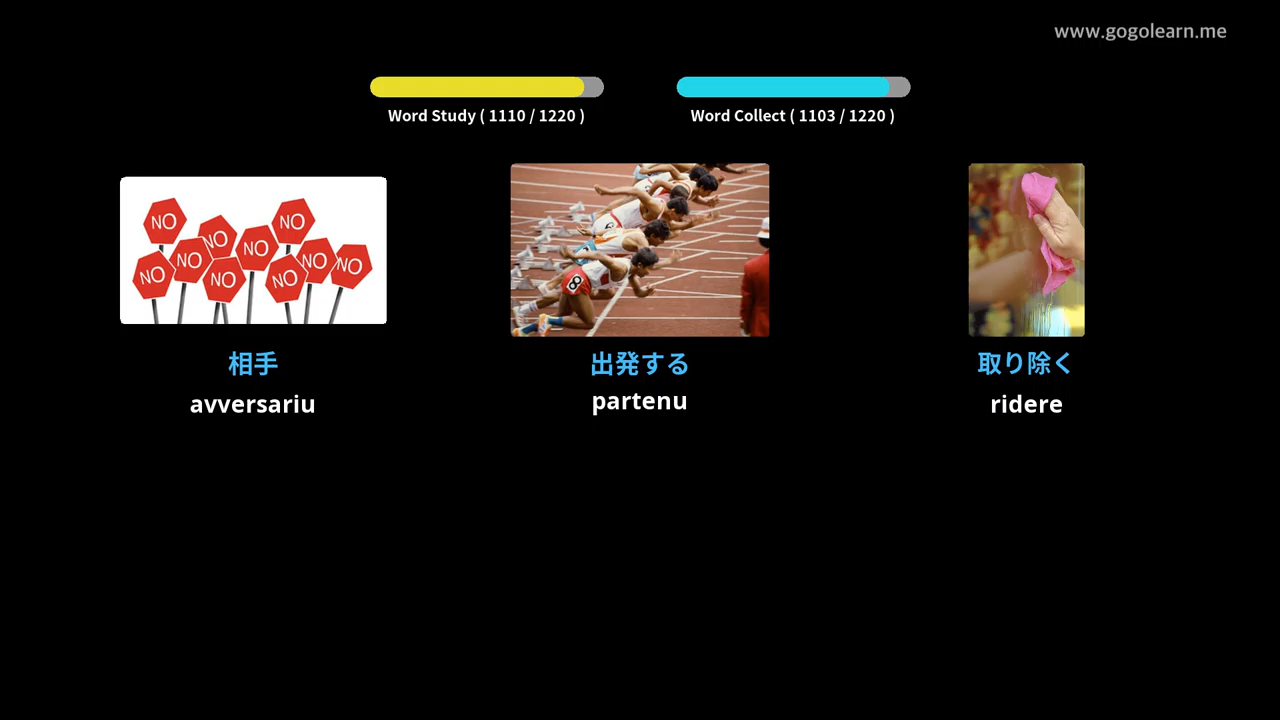 www.gogolearn.me
Word Study ( 1110 / 1220 )
Word Collect ( 1103 / 1220 )
NO
NO
NO
NO
NO
NO
NO
NO
NO
NO
8
相手
出発する
取り除く
avversariu
partenu
ridere